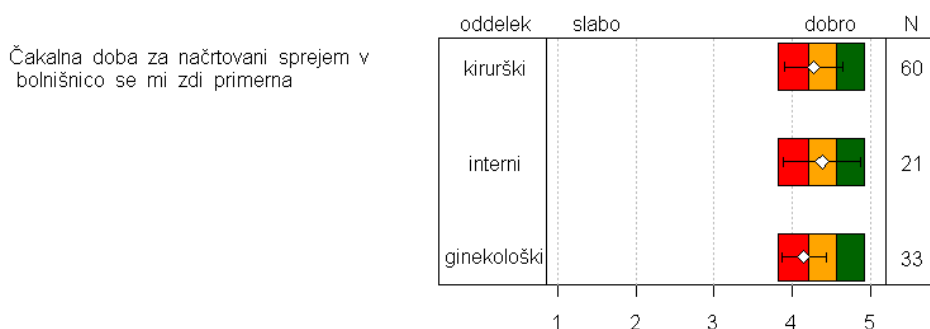 oddelek slabo dobro N
Čakalna doba za načrtovani sprejem v
bolnišnico se mi zdi primerna
kirurški 60
interni 21
ginekološki 33
1 2 3 4 5